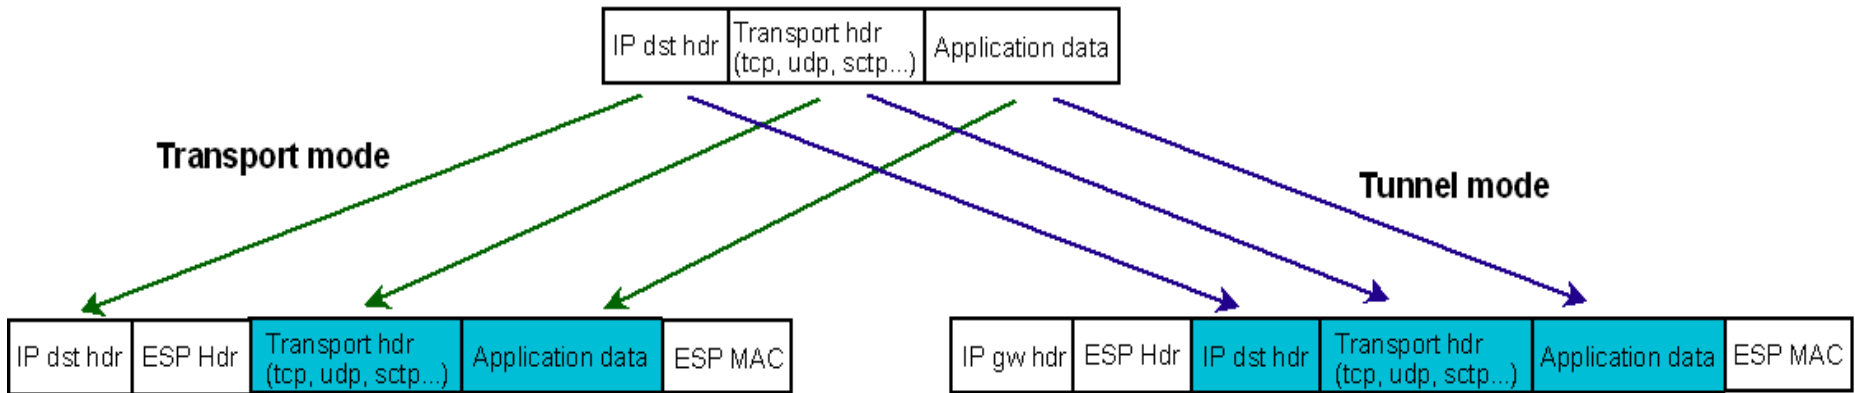 IP dst hdr
Transport hdr
(tcp, udp, sctp...)
Application data
Transport mode
Tunnel mode
IP dst hdr
ESP Hdr
Transport hdr
(tcp, udp, sctp...)
Application data
ESP MAC
IP gw hdr
ESP Hdr
IP dst hdr
Transport hdr
(tcp, udp, sctp...)
Application data
ESP MAC